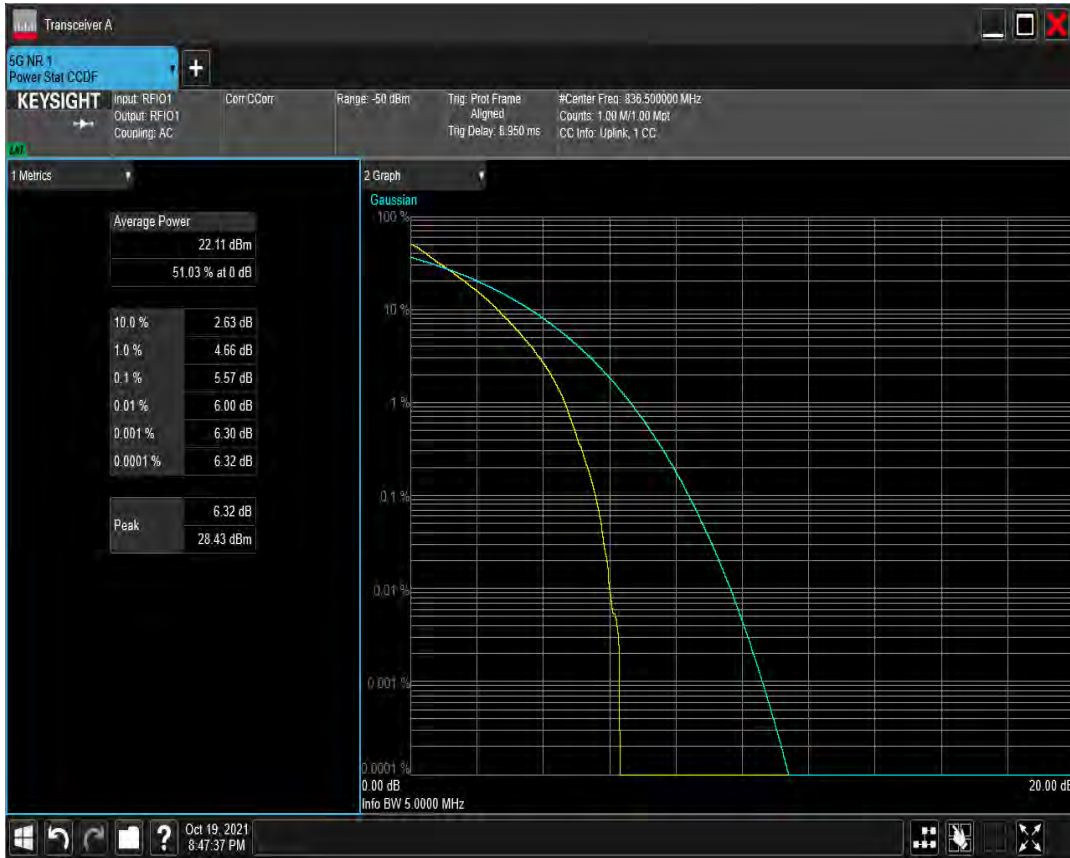 Transceiver A
5G NR 1
Power Stat CCDF
+
KEYSIGHT
Input: RFIO1
Output: RFIO1
Coupling: AC
Corr CCorr
Range: -50 dBm
Trig: Prot Frame
Aligned
Trig Delay: 8.950 ms
#Center Freq: 836.500000 MHz
Counts: 1.00 M/1.00 Mpt
CC Info: Uplink, 1 CC
1 Metrics
Average Power
22.11 dBm
51.03 % at 0 dB
10.0 % 2.63 dB
1.0 % 4.66 dB
0.1 % 5.57 dB
0.01 % 6.00 dB
0.001 % 6.30 dB
0.0001 % 6.32 dB
Peak
6.32 dB
28.43 dBm
2 Graph
Gaussian
100 %
10 %
1 %
0.1 %
0.01 %
0.001 %
0.0001 %
0.00 dB
20.00 dB
Info BW 5.0000 MHz
?
Oct 19, 2021
8:47:37 PM